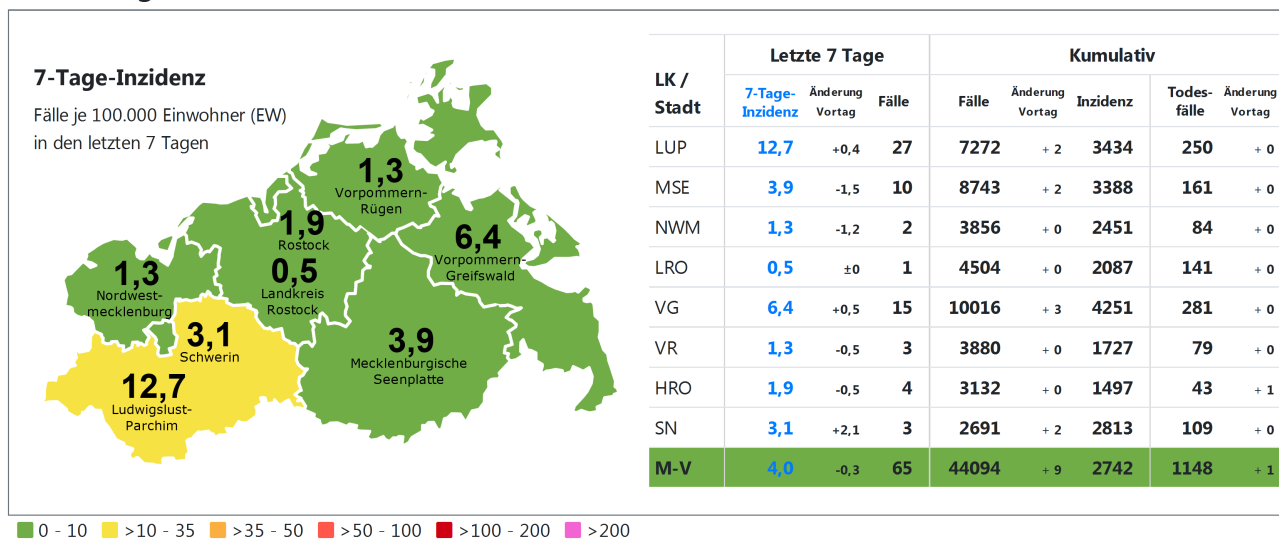 7-Tage-Inzidenz
Fälle je 100.000 Einwohner (EW)
in den letzten 7 Tagen
1,3
Vorpommern-
Rügen
1,9
Rostock
6,4
Vorpommern-
Greifswald
0,5
Landkreis
Rostock
1,3
Nordwest-
mecklenburg
3,1
Schwerin
3,9
Mecklenburgische
Seenplatte
12,7
Ludwigslust-
Parchim
LK / Stadt Letzte 7 Tage Kumulativ
7-Tage-Inzidenz Änderung Vortag Fälle Fälle Änderung Vortag Inzidenz Todes-fälle Änderung Vortag
LUP 12,7 +0,4 27 7272 + 2 3434 250 + 0
MSE 3,9 -1,5 10 8743 + 2 3388 161 + 0
NWM 1,3 -1,2 2 3856 + 0 2451 84 + 0
LRO 0,5 ±0 1 4504 + 0 2087 141 + 0
VG 6,4 +0,5 15 10016 + 3 4251 281 + 0
VR 1,3 -0,5 3 3880 + 0 1727 79 + 0
HRO 1,9 -0,5 4 3132 + 0 1497 43 + 1
SN 3,1 +2,1 3 2691 + 2 2813 109 + 0
M-V 4,0 -0,3 65 44094 + 9 2742 1148 + 1
0 - 10 >10 - 35 >35 - 50 >50 - 100 >100 - 200 >200